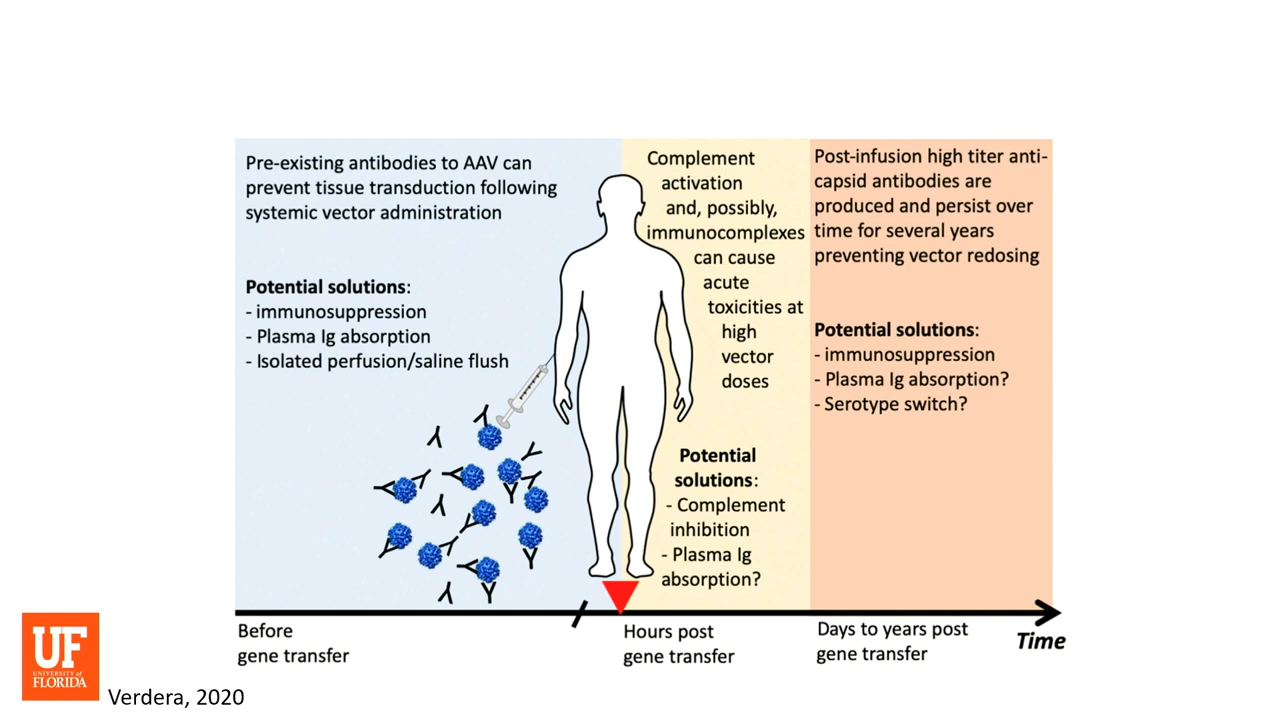 Pre-existing antibodies to AAV can
prevent tissue transduction following
systemic vector administration
Potential solutions:
- immunosuppression
- Plasma Ig absorption
- Isolated perfusion/saline flush
Complement
activation
and, possibly,
immunocomplexes
can cause
acute
toxicities at
high
vector
doses
Potential
solutions:
- Complement
inhibition
- Plasma Ig
absorption?
Post-infusion high titer anti-
capsid antibodies are
produced and persist over
time for several years
preventing vector redosing
Potential solutions:
- immunosuppression
- Plasma Ig absorption?
- Serotype switch?
Before
gene transfer
Hours post
gene transfer
Days to years post
gene transfer
Time
UF
UNIVERSITY of
FLORIDA
Verdera, 2020